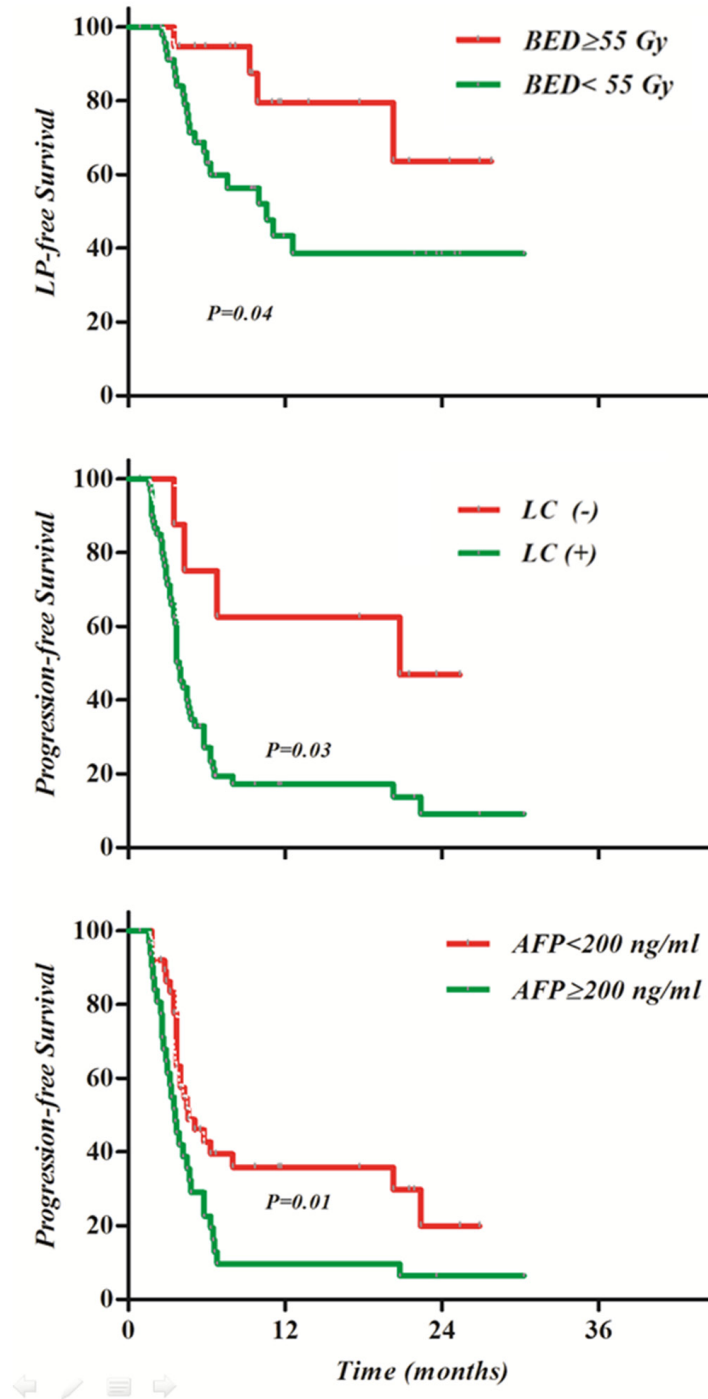 100
80
60
40
20
0
LP-free Survival
BED≥55 Gy
BED< 55 Gy
P=0.04
100
80
60
40
20
0
Progression-free Survival
LC (-)
LC (+)
P=0.03
100
80
60
40
20
0
Progression-free Survival
AFP<200 ng/ml
AFP≥200 ng/ml
P=0.01
0 12 24 36
Time (months)